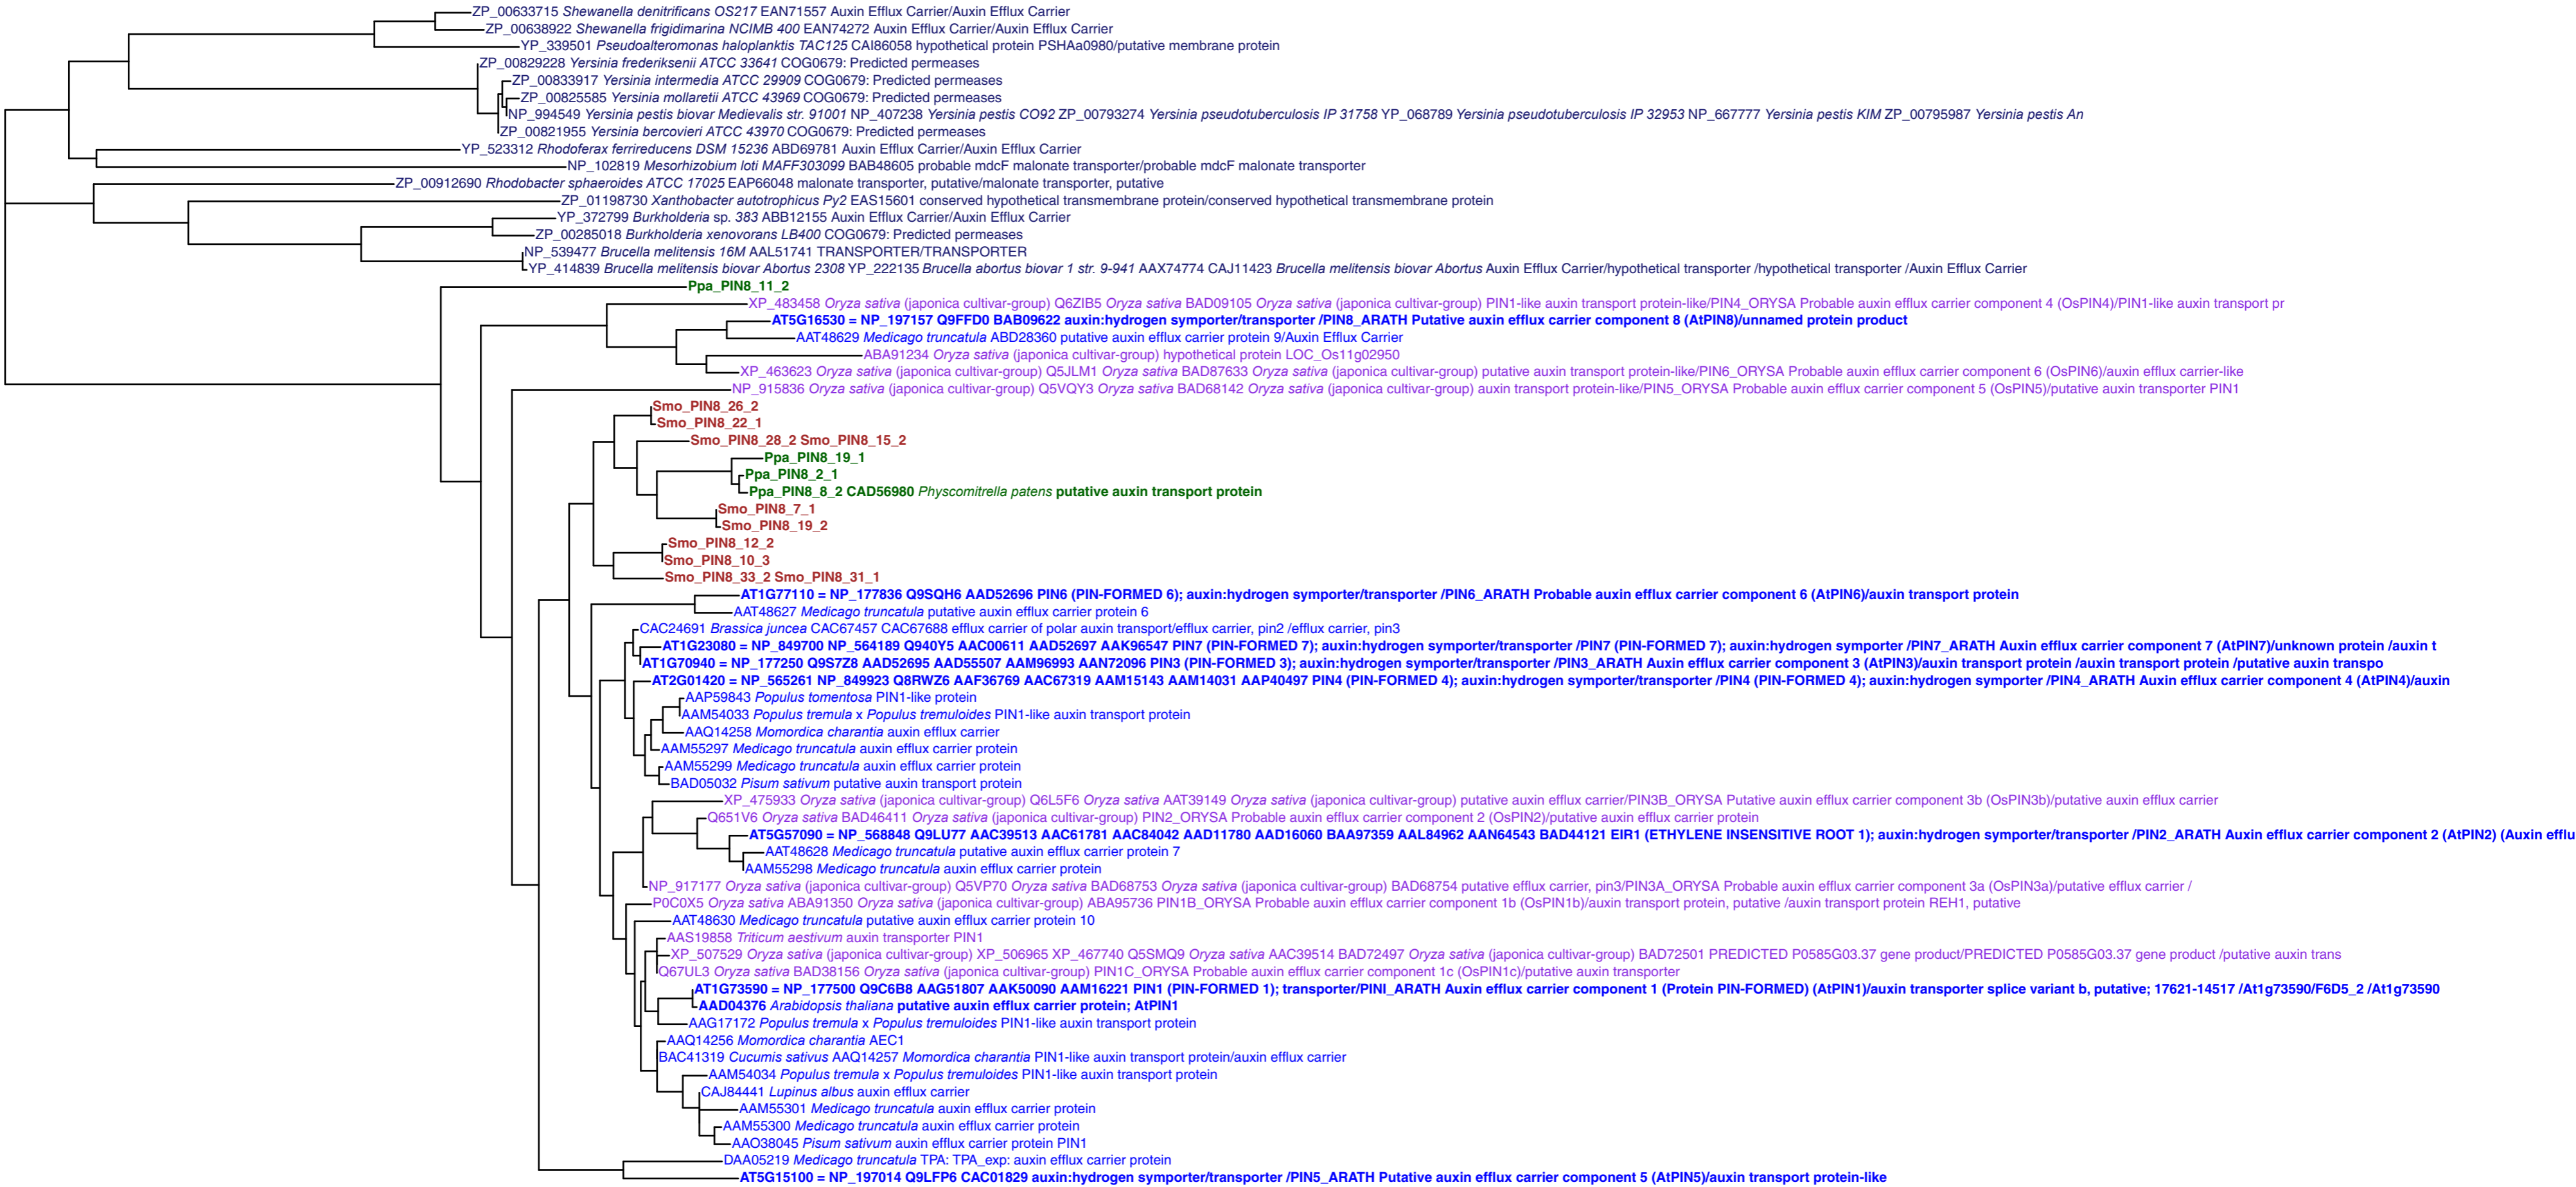 ZP_00633715 Shewanella denitrificans OS217 EAN71557 Auxin Efflux Carrier/Auxin Efflux Carrier
ZP_00638922 Shewanella frigidimarina NCIMB 400 EAN74272 Auxin Efflux Carrier/Auxin Efflux Carrier
YP_339501 Pseudoalteromonas haloplanktis TAC125 CAI86058 hypothetical protein PSHAa0980/putative membrane protein
ZP_00829228 Yersinia frederiksenii ATCC 33641 COG0679: Predicted permeases
ZP_00833917 Yersinia intermedia ATCC 29909 COG0679: Predicted permeases
ZP_00825585 Yersinia mollaretii ATCC 43969 COG0679: Predicted permeases
NP_994549 Yersinia pestis biovar Medievalis str. 91001 NP_407238 Yersinia pestis CO92 ZP_00793274 Yersinia pseudotuberculosis IP 31758 YP_068789 Yersinia pseudotuberculosis IP 32953 NP_667777 Yersinia pestis KIM ZP_00795987 Yersinia pestis An
ZP_00821955 Yersinia bercovieri ATCC 43970 COG0679: Predicted permeases
YP_523312 Rhodoferax ferrireducens DSM 15236 ABD69781 Auxin Efflux Carrier/Auxin Efflux Carrier
NP_102819 Mesorhizobium loti MAFF303099 BAB48605 probable mdcF malonate transporter/probable mdcF malonate transporter
ZP_00912690 Rhodobacter sphaeroides ATCC 17025 EAP66048 malonate transporter, putative/malonate transporter, putative
ZP_01198730 Xanthobacter autotrophicus Py2 EAS15601 conserved hypothetical transmembrane protein/conserved hypothetical transmembrane protein
YP_372799 Burkholderia sp. 383 ABB12155 Auxin Efflux Carrier/Auxin Efflux Carrier
ZP_00285018 Burkholderia xenovorans LB400 COG0679: Predicted permeases
NP_539477 Brucella melitensis 16M AAL51741 TRANSPORTER/TRANSPORTER
YP_414839 Brucella melitensis biovar Abortus 2308 YP_222135 Brucella abortus biovar 1 str. 9-941 AAX74774 CAJ11423 Brucella melitensis biovar Abortus Auxin Efflux Carrier/hypothetical transporter /hypothetical transporter /Auxin Efflux Carrier
Ppa_PIN8_11_2
XP_483458 Oryza sativa (japonica cultivar-group) Q6ZIB5 Oryza sativa BAD09105 Oryza sativa (japonica cultivar-group) PIN1-like auxin transport protein-like/PIN4_ORYSA Probable auxin efflux carrier component 4 (OsPIN4)/PIN1-like auxin transport pr
AT5G16530 = NP_197157 Q9FFD0 BAB09622 auxin:hydrogen symporter/transporter /PIN8_ARATH Putative auxin efflux carrier component 8 (AtPIN8)/unnamed protein product
AAT48629 Medicago truncatula ABD28360 putative auxin efflux carrier protein 9/Auxin Efflux Carrier
ABA91234 Oryza sativa (japonica cultivar-group) hypothetical protein LOC_Os11g02950
XP_463623 Oryza sativa (japonica cultivar-group) Q5JLM1 Oryza sativa BAD87633 Oryza sativa (japonica cultivar-group) putative auxin transport protein-like/PIN6_ORYSA Probable auxin efflux carrier component 6 (OsPIN6)/auxin efflux carrier-like
NP_915836 Oryza sativa (japonica cultivar-group) Q5VQY3 Oryza sativa BAD68142 Oryza sativa (japonica cultivar-group) auxin transport protein-like/PIN5_ORYSA Probable auxin efflux carrier component 5 (OsPIN5)/putative auxin transporter PIN1
Smo_PIN8_26_2
Smo_PIN8_22_1
Smo_PIN8_28_2 Smo_PIN8_15_2
Ppa_PIN8_19_1
Ppa_PIN8_2_1
Ppa_PIN8_8_2 CAD56980 Physcomitrella patens putative auxin transport protein
Smo_PIN8_7_1
Smo_PIN8_19_2
Smo_PIN8_12_2
Smo_PIN8_10_3
Smo_PIN8_33_2 Smo_PIN8_31_1
AT1G77110 = NP_177836 Q9SQH6 AAD52696 PIN6 (PIN-FORMED 6); auxin:hydrogen symporter/transporter /PIN6_ARATH Probable auxin efflux carrier component 6 (AtPIN6)/auxin transport protein
AAT48627 Medicago truncatula putative auxin efflux carrier protein 6
CAC24691 Brassica juncea CAC67457 CAC67688 efflux carrier of polar auxin transport/efflux carrier, pin2 /efflux carrier, pin3
AT1G23080 = NP_849700 NP_564189 Q940Y5 AAC00611 AAD52697 AAK96547 PIN7 (PIN-FORMED 7); auxin:hydrogen symporter/transporter /PIN7 (PIN-FORMED 7); auxin:hydrogen symporter /PIN7_ARATH Auxin efflux carrier component 7 (AtPIN7)/unknown protein /auxin t
AT1G70940 = NP_177250 Q9S7Z8 AAD52695 AAD55507 AAM96993 AAN72096 PIN3 (PIN-FORMED 3); auxin:hydrogen symporter/transporter /PIN3_ARATH Auxin efflux carrier component 3 (AtPIN3)/auxin transport protein /auxin transport protein /putative auxin transpo
AT2G01420 = NP_565261 NP_849923 Q8RWZ6 AAF36769 AAC67319 AAM15143 AAM14031 AAP40497 PIN4 (PIN-FORMED 4); auxin:hydrogen symporter/transporter /PIN4 (PIN-FORMED 4); auxin:hydrogen symporter /PIN4_ARATH Auxin efflux carrier component 4 (AtPIN4)/auxin
AAP59843 Populus tomentosa PIN1-like protein
AAM54033 Populus tremula x Populus tremuloides PIN1-like auxin transport protein
AAQ14258 Momordica charantia auxin efflux carrier
AAM55297 Medicago truncatula auxin efflux carrier protein
AAM55299 Medicago truncatula auxin efflux carrier protein
BAD05032 Pisum sativum putative auxin transport protein
XP_475933 Oryza sativa (japonica cultivar-group) Q6L5F6 Oryza sativa AAT39149 Oryza sativa (japonica cultivar-group) putative auxin efflux carrier/PIN3B_ORYSA Putative auxin efflux carrier component 3b (OsPIN3b)/putative auxin efflux carrier
Q651V6 Oryza sativa BAD46411 Oryza sativa (japonica cultivar-group) PIN2_ORYSA Probable auxin efflux carrier component 2 (OsPIN2)/putative auxin efflux carrier protein
AT5G57090 = NP_568848 Q9LU77 AAC39513 AAC61781 AAC84042 AAD11780 AAD16060 BAA97359 AAL84962 AAN64543 BAD44121 EIR1 (ETHYLENE INSENSITIVE ROOT 1); auxin:hydrogen symporter/transporter /PIN2_ARATH Auxin efflux carrier component 2 (AtPIN2) (Auxin efflu
AAT48628 Medicago truncatula putative auxin efflux carrier protein 7
AAM55298 Medicago truncatula auxin efflux carrier protein
NP_917177 Oryza sativa (japonica cultivar-group) Q5VP70 Oryza sativa BAD68753 Oryza sativa (japonica cultivar-group) BAD68754 putative efflux carrier, pin3/PIN3A_ORYSA Probable auxin efflux carrier component 3a (OsPIN3a)/putative efflux carrier /
P0C0X5 Oryza sativa ABA91350 Oryza sativa (japonica cultivar-group) ABA95736 PIN1B_ORYSA Probable auxin efflux carrier component 1b (OsPIN1b)/auxin transport protein, putative /auxin transport protein REH1, putative
AAT48630 Medicago truncatula putative auxin efflux carrier protein 10
AAS19858 Triticum aestivum auxin transporter PIN1
XP_507529 Oryza sativa (japonica cultivar-group) XP_506965 XP_467740 Q5SMQ9 Oryza sativa AAC39514 BAD72497 Oryza sativa (japonica cultivar-group) BAD72501 PREDICTED P0585G03.37 gene product/PREDICTED P0585G03.37 gene product /putative auxin trans
Q67UL3 Oryza sativa BAD38156 Oryza sativa (japonica cultivar-group) PIN1C_ORYSA Probable auxin efflux carrier component 1c (OsPIN1c)/putative auxin transporter
AT1G73590 = NP_177500 Q9C6B8 AAG51807 AAK50090 AAM16221 PIN1 (PIN-FORMED 1); transporter/PINI_ARATH Auxin efflux carrier component 1 (Protein PIN-FORMED) (AtPIN1)/auxin transporter splice variant b, putative; 17621-14517 /At1g73590/F6D5_2 /At1g73590
AAD04376 Arabidopsis thaliana putative auxin efflux carrier protein; AtPIN1
AAG17172 Populus tremula x Populus tremuloides PIN1-like auxin transport protein
AAQ14256 Momordica charantia AEC1
BAC41319 Cucumis sativus AAQ14257 Momordica charantia PIN1-like auxin transport protein/auxin efflux carrier
AAM54034 Populus tremula x Populus tremuloides PIN1-like auxin transport protein
CAJ84441 Lupinus albus auxin efflux carrier
AAM55301 Medicago truncatula auxin efflux carrier protein
AAM55300 Medicago truncatula auxin efflux carrier protein
AAO38045 Pisum sativum auxin efflux carrier protein PIN1
DAA05219 Medicago truncatula TPA: TPA_exp: auxin efflux carrier protein
AT5G15100 = NP_197014 Q9LFP6 CAC01829 auxin:hydrogen symporter/transporter /PIN5_ARATH Putative auxin efflux carrier component 5 (AtPIN5)/auxin transport protein-like